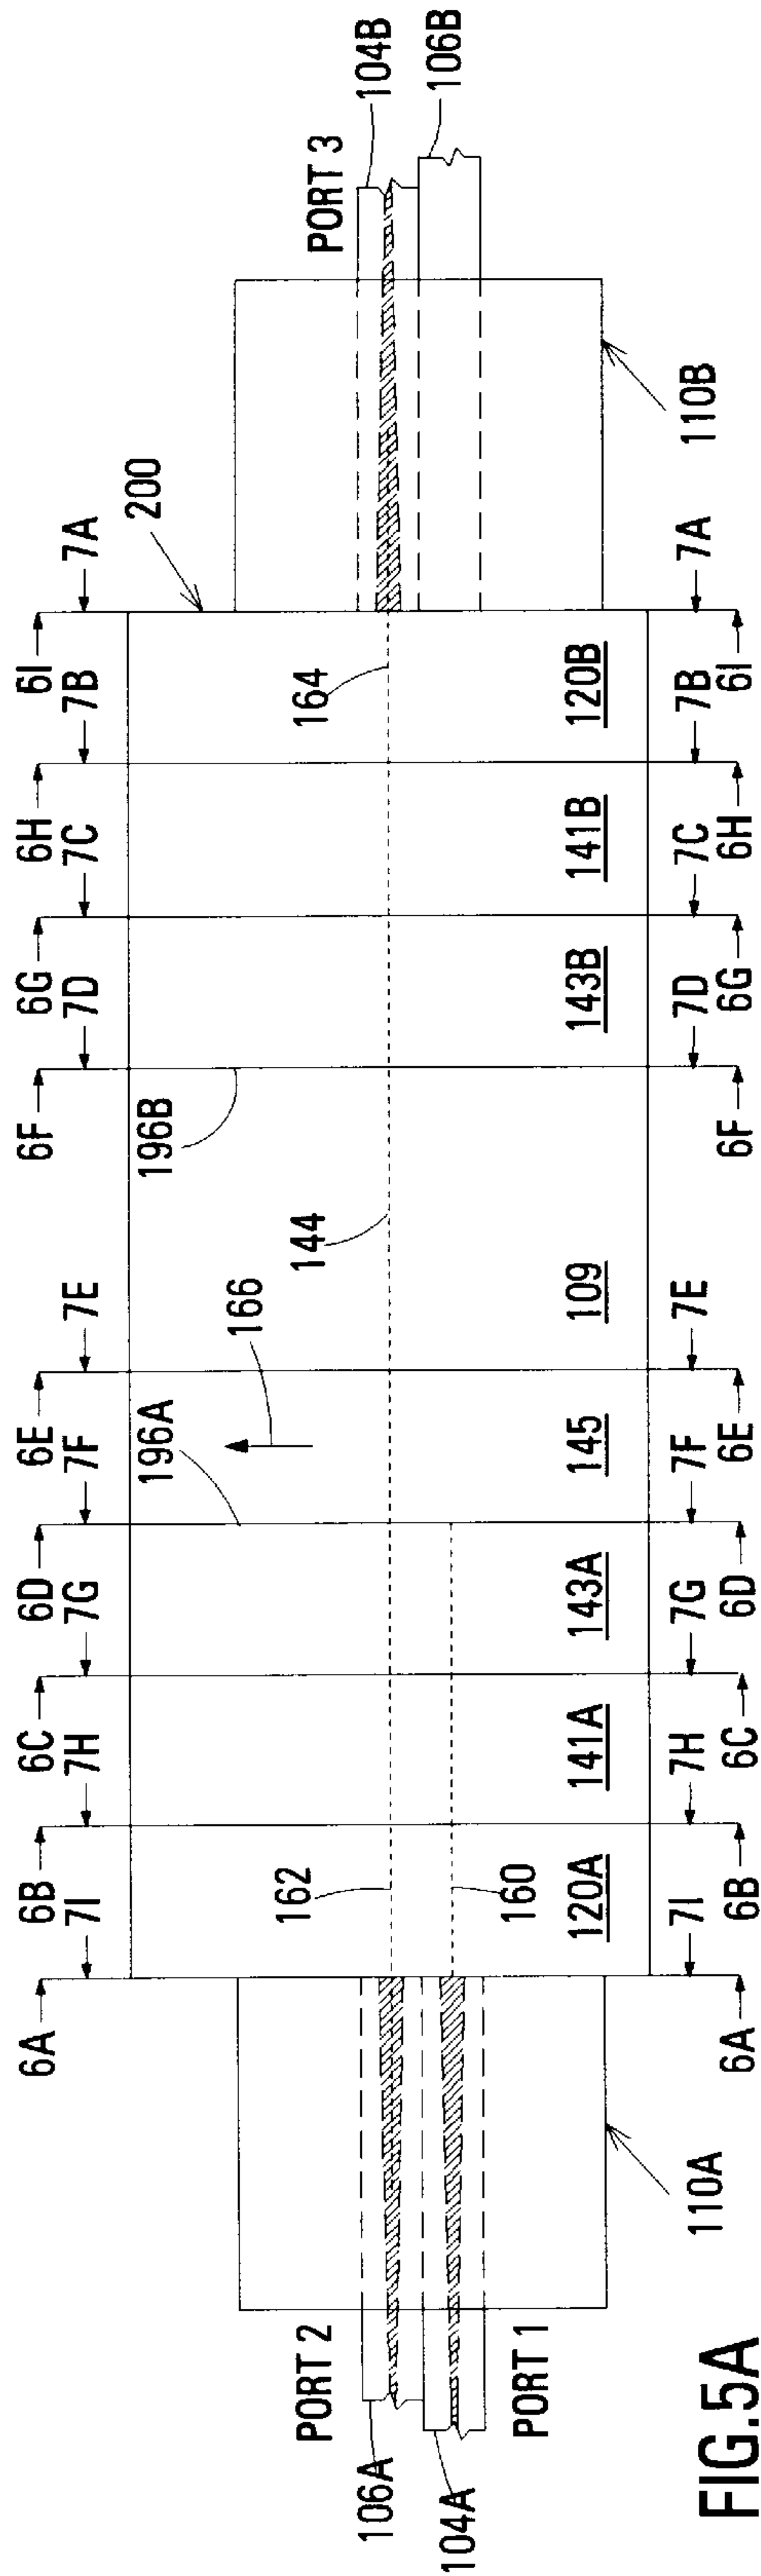 6A
6B
6C
6D
6E
6F
6G
6H
6I
7I
7H
7G
7F
7E
7D
7C
7B
7A
196A
166
196B
144
200
PORT 3
104B
106B
164
162
160
PORT 2
106A
104A
PORT 1
120A
141A
143A
145
109
143B
141B
120B
110B
110A
7I
7H
7G
7F
7E
7D
7C
7B
7A
6A
6B
6C
6D
6E
6F
6G
6H
6I
FIG.5A